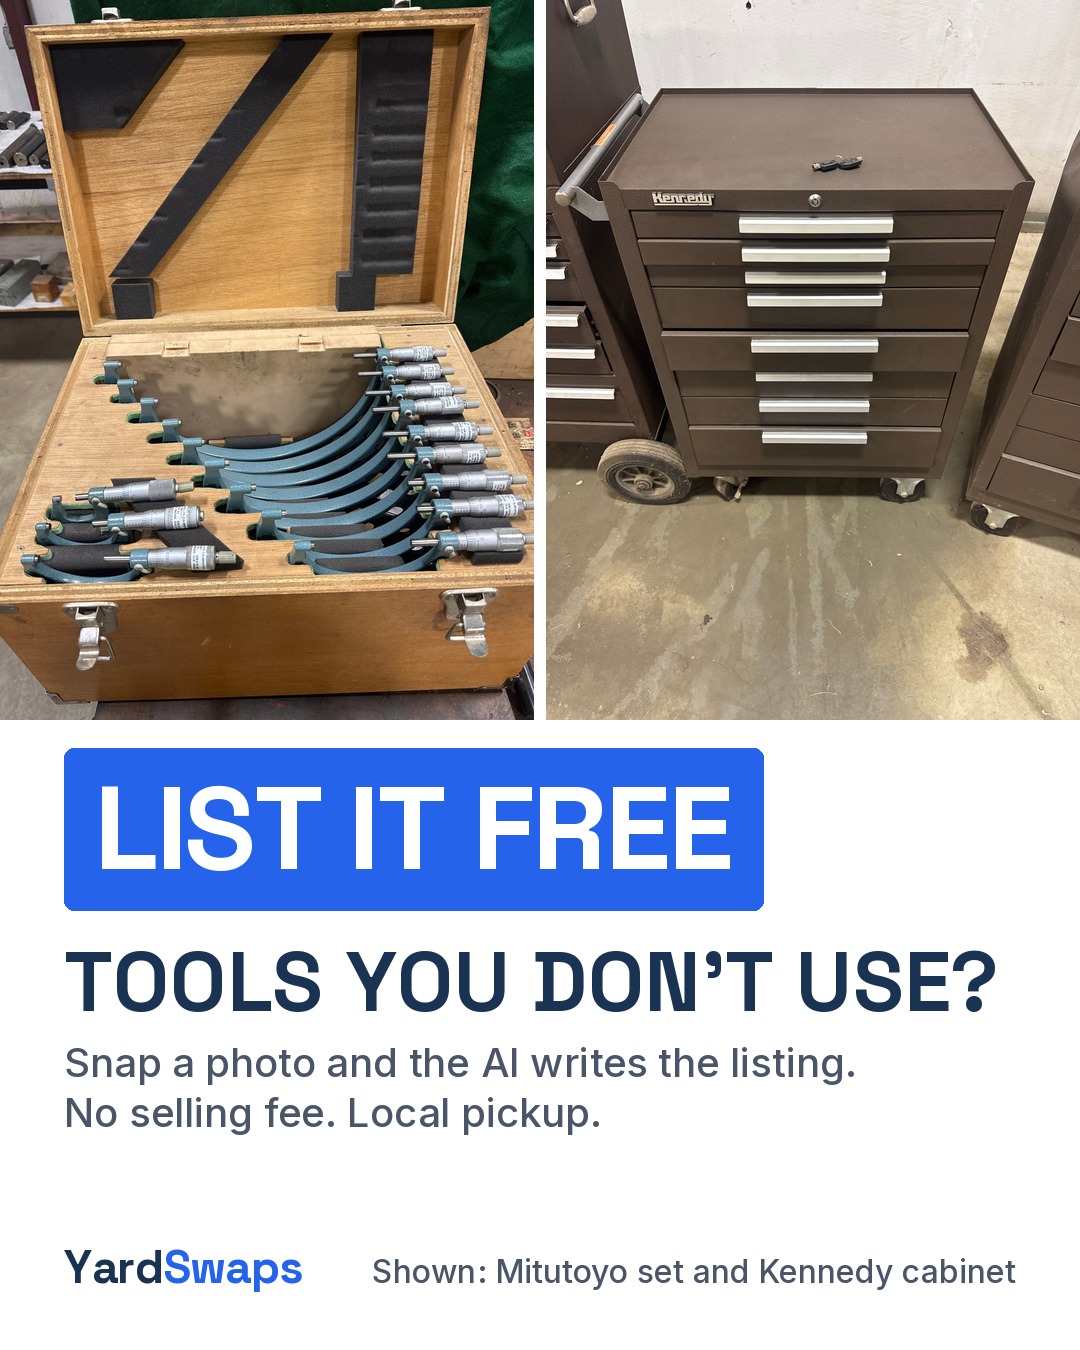 Kennedy
LIST IT FREE
TOOLS YOU DON’T USE?
Snap a photo and the AI writes the listing.
No selling fee. Local pickup.
YardSwaps
Shown: Mitutoyo set and Kennedy cabinet